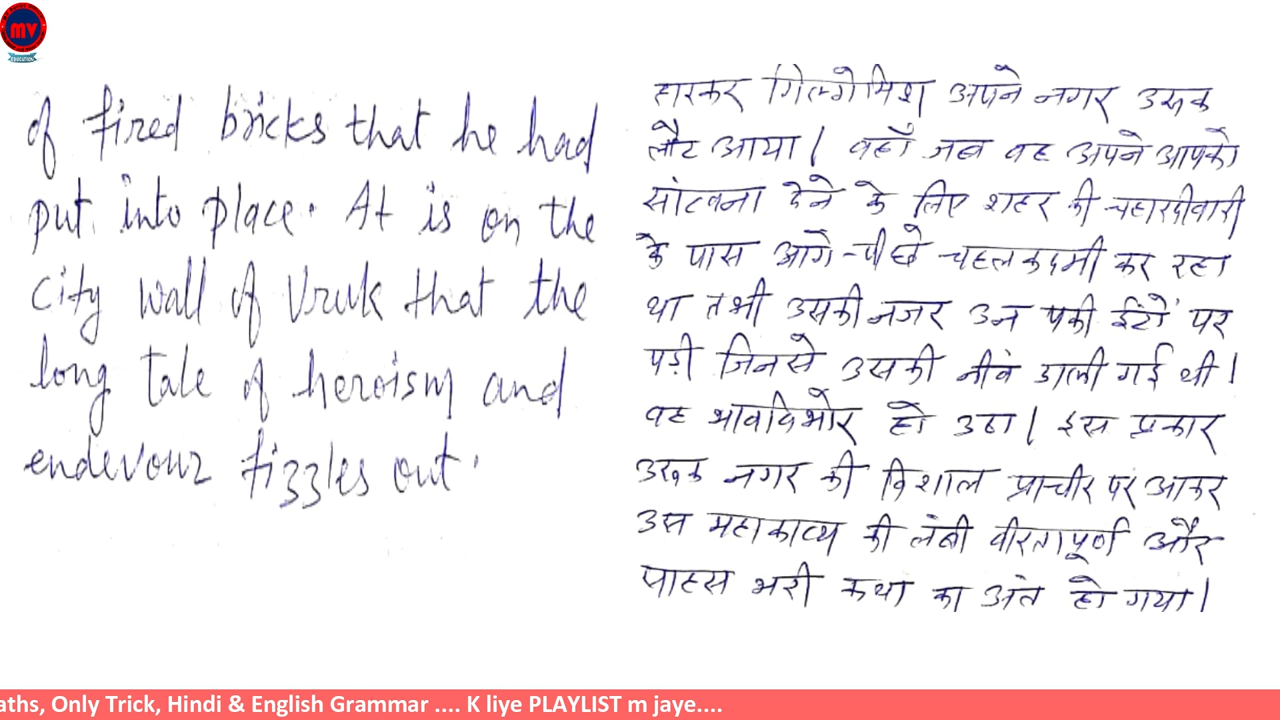 mv
EDUCATION
of fired bricks that he had
put into place. At is on the
city wall of Uruk that the
long tale of heroism and
endevour fizzles out.
हारकर गिल्गेमिश अपने नगर उरूक
लौट आया। वहाँ जब वह अपने आपको
सांटवना देने के लिए शहर की चहारदीवारी
के पास आगे-पीछे चहलकदमी कर रहा
था तभी उसकी नजर उन पकी ईंटों पर
पड़ी जिनसे उसकी नींव डाली गई थी।
वह भावविभोर हो उठा। इस प्रकार
उरूक नगर की विशाल प्राचीर पर आकर
उस महाकाव्य की लंबी वीरतापूर्ण और
साहस भरी कथा का अंत हो गया।
aths, Only Trick, Hindi & English Grammar .... K liye PLAYLIST m jaye....